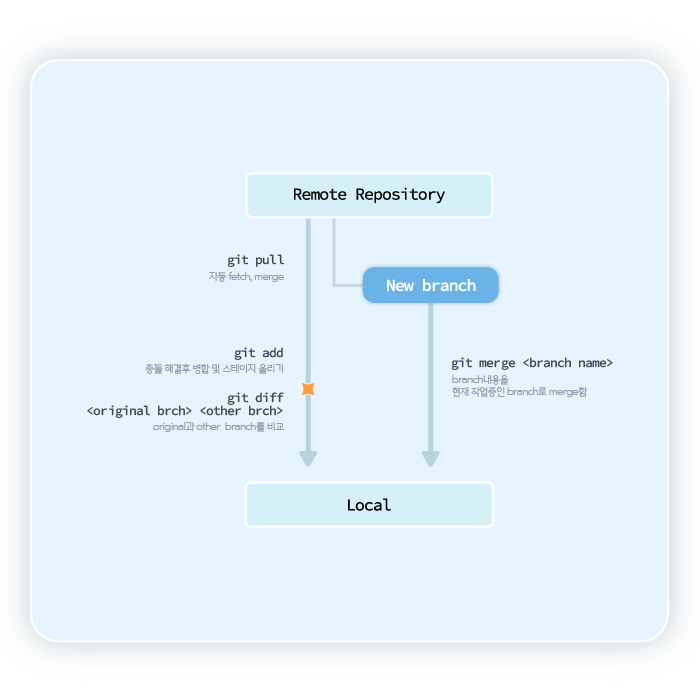 Remote Repository
git pull
자동 fetch, merge
New branch
git add
충돌 해결후 병합 및 스테이지 올리기
git diff
<original brch> <other brch>
original과 other branch를 비교
git merge <branch name>
branch내용을
현재 작업중인 branch로 merge함
Local